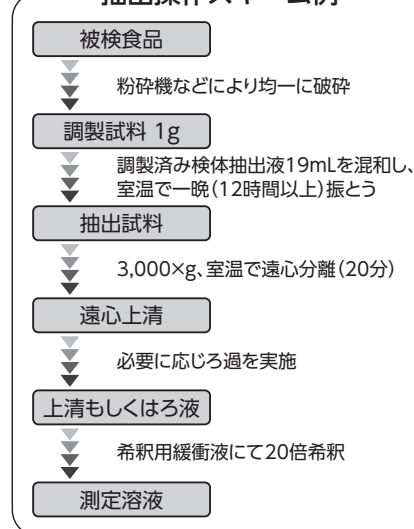 抽出操作スキーム例
被検食品
粉砕機などにより均一に破砕
調製試料 1g
調製済み検体抽出液19mLを混和し、
室温で一晩(12時間以上)振とう
抽出試料
3,000×g、室温で遠心分離(20分)
遠心上清
必要に応じろ過を実施
上清もしくはろ液
希釈用緩衝液にて20倍希釈
測定溶液